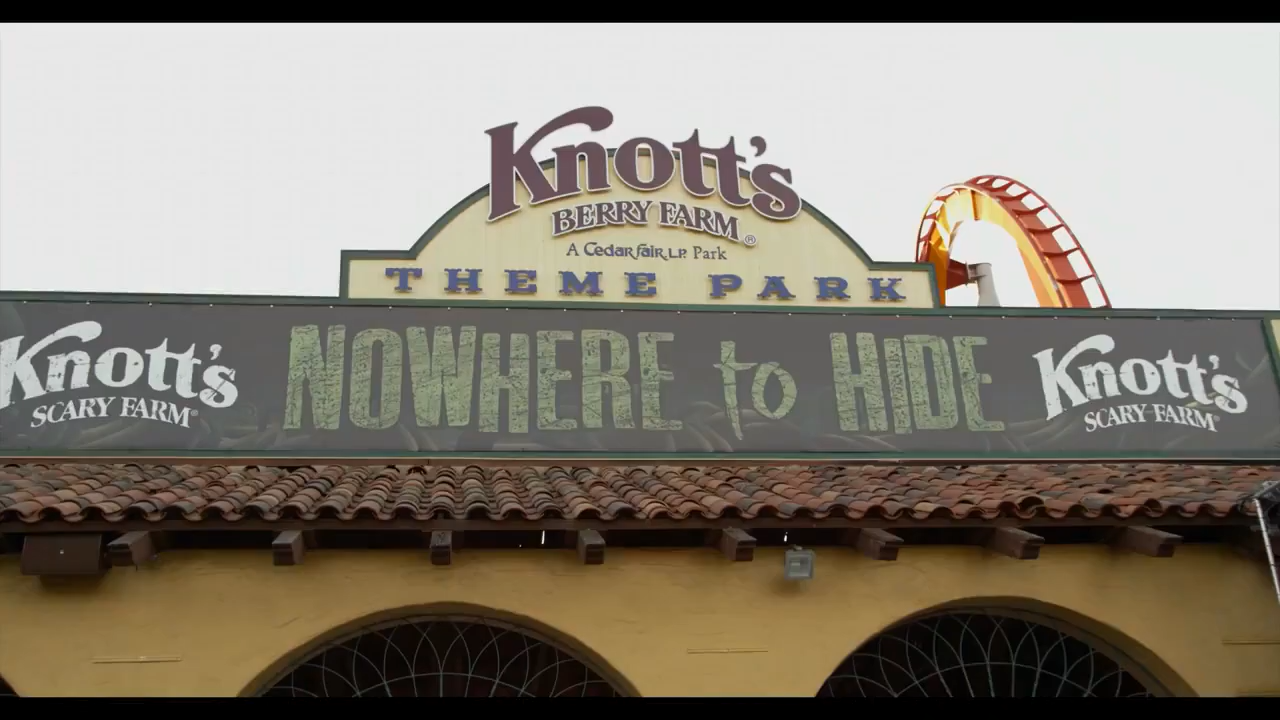 Knott's
BERRY FARM®
A Cedar Fair, L.P. Park
THEME PARK
Knott's
SCARY FARM®
NOWHERE to HIDE
Knott's
SCARY FARM®